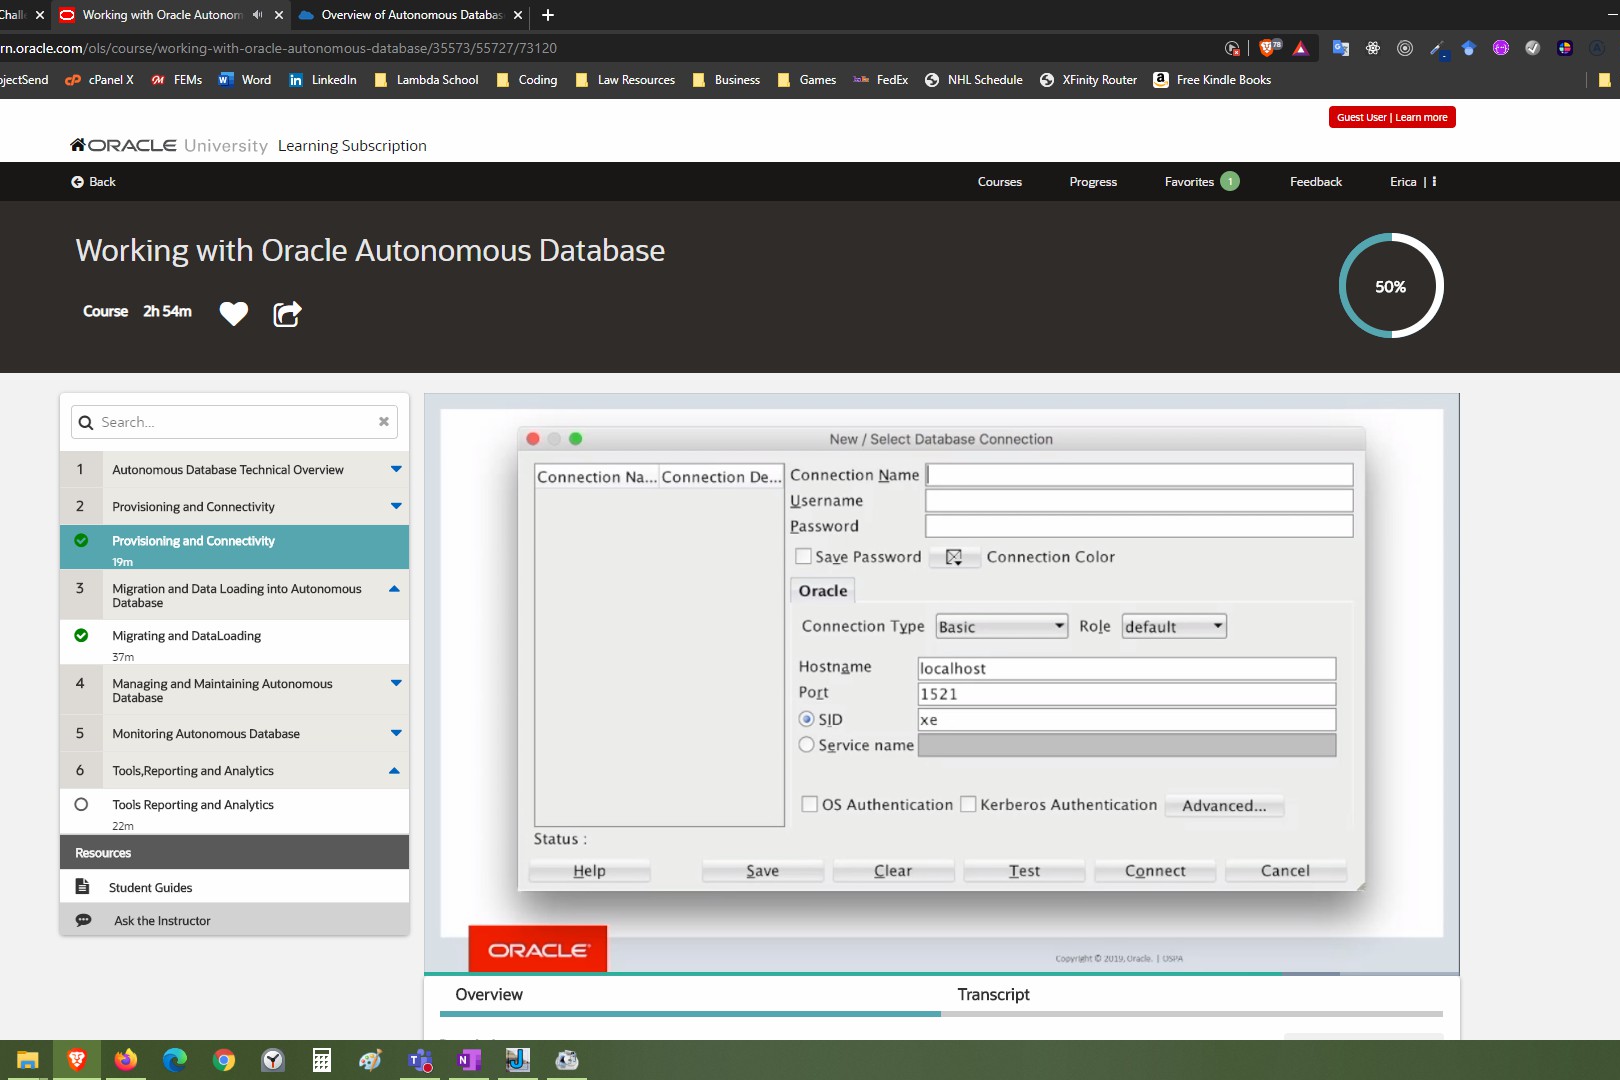 Chall
Working with Oracle Autonom
Overview of Autonomous Databas
rn.oracle.com/ols/course/working-with-oracle-autonomous-database/35573/55727/73120
78
ojectSend
cPanel X
FEMs
Word
LinkedIn
Lambda School
Coding
Law Resources
Business
Games
FedEx
NHL Schedule
XFinity Router
Free Kindle Books
Guest User | Learn more
ORACLE University Learning Subscription
Back
Courses
Progress
Favorites 1
Feedback
Erica |
Working with Oracle Autonomous Database
Course 2h 54m
50%
Search...
1 Autonomous Database Technical Overview
2 Provisioning and Connectivity
Provisioning and Connectivity
19m
3 Migration and Data Loading into Autonomous
Database
Migrating and DataLoading
37m
4 Managing and Maintaining Autonomous
Database
5 Monitoring Autonomous Database
6 Tools,Reporting and Analytics
Tools Reporting and Analytics
22m
Resources
Student Guides
Ask the Instructor
New / Select Database Connection
Connection Na... Connection De...
Connection Name
Username
Password
Save Password
Connection Color
Oracle
Connection Type Basic Role default
Hostname localhost
Port 1521
SID xe
Service name
OS Authentication Kerberos Authentication Advanced...
Status :
Help Save Clear Test Connect Cancel
ORACLE
Copyright © 2019, Oracle. | OSPA
Overview
Transcript